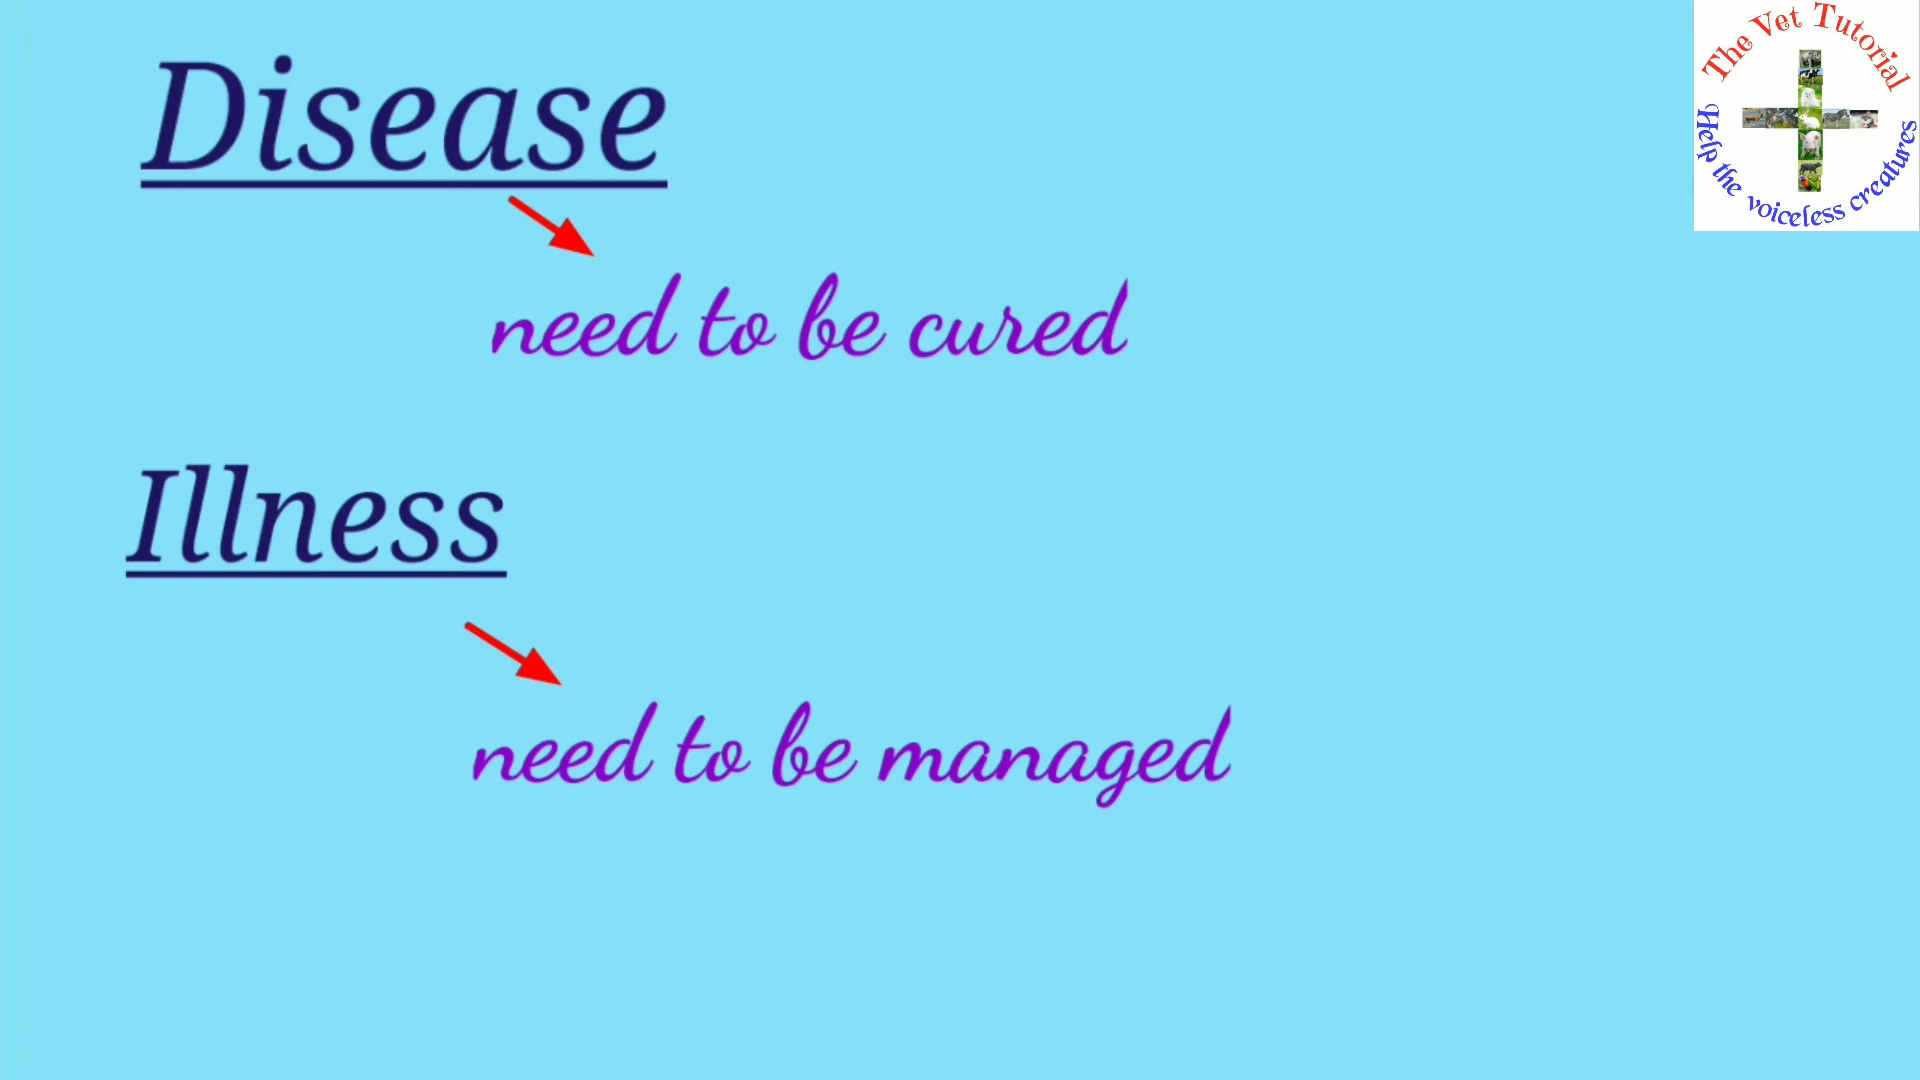 Disease
need to be cured
Illness
need to be managed
The Vet Tutorial
Help the voiceless creatures